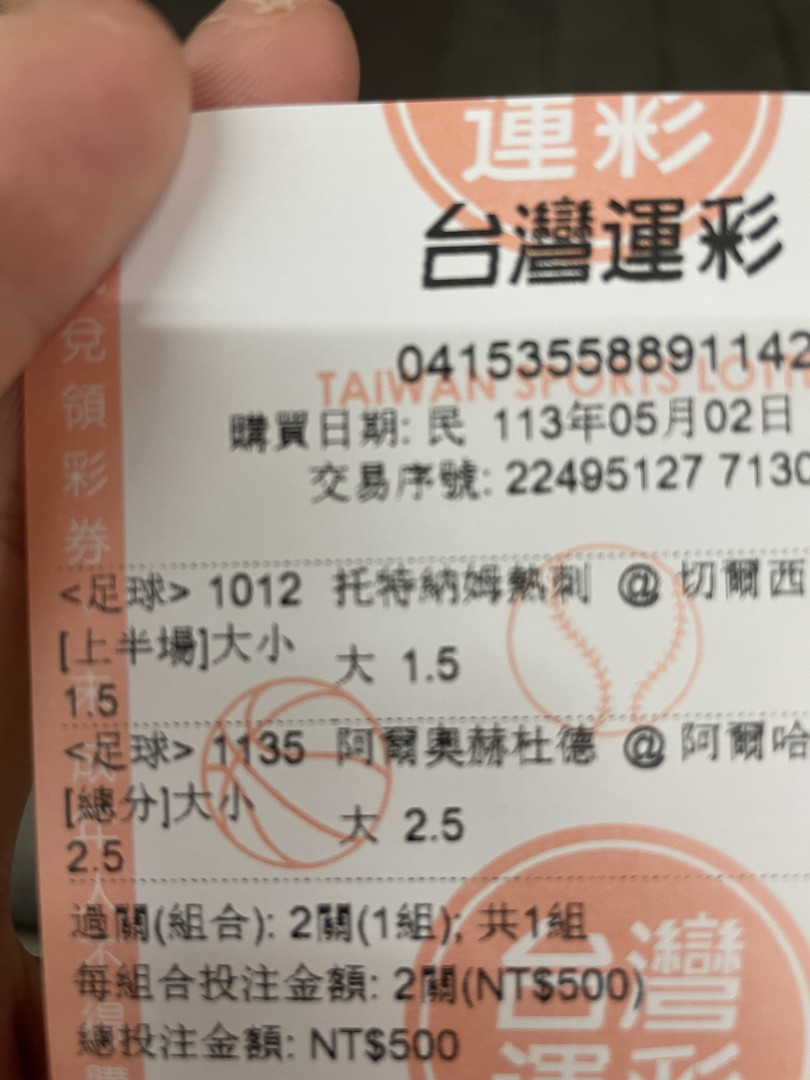 運彩
台灣運彩
04153558891142
TAIWAN SPORTS LOTT
購買日期: 民 113年05月02日
交易序號: 22495127 7130
兌領彩券
<足球> 1012 托特納姆熱刺 @ 切爾西
[上半場]大小 大 1.5
1.5
<足球> 1135 阿爾奧赫杜德 @ 阿爾哈
[總分]大小 大 2.5
2.5
過關(組合): 2關(1組); 共1組
每組合投注金額: 2關(NT$500)
總投注金額: NT$500
台灣
運彩